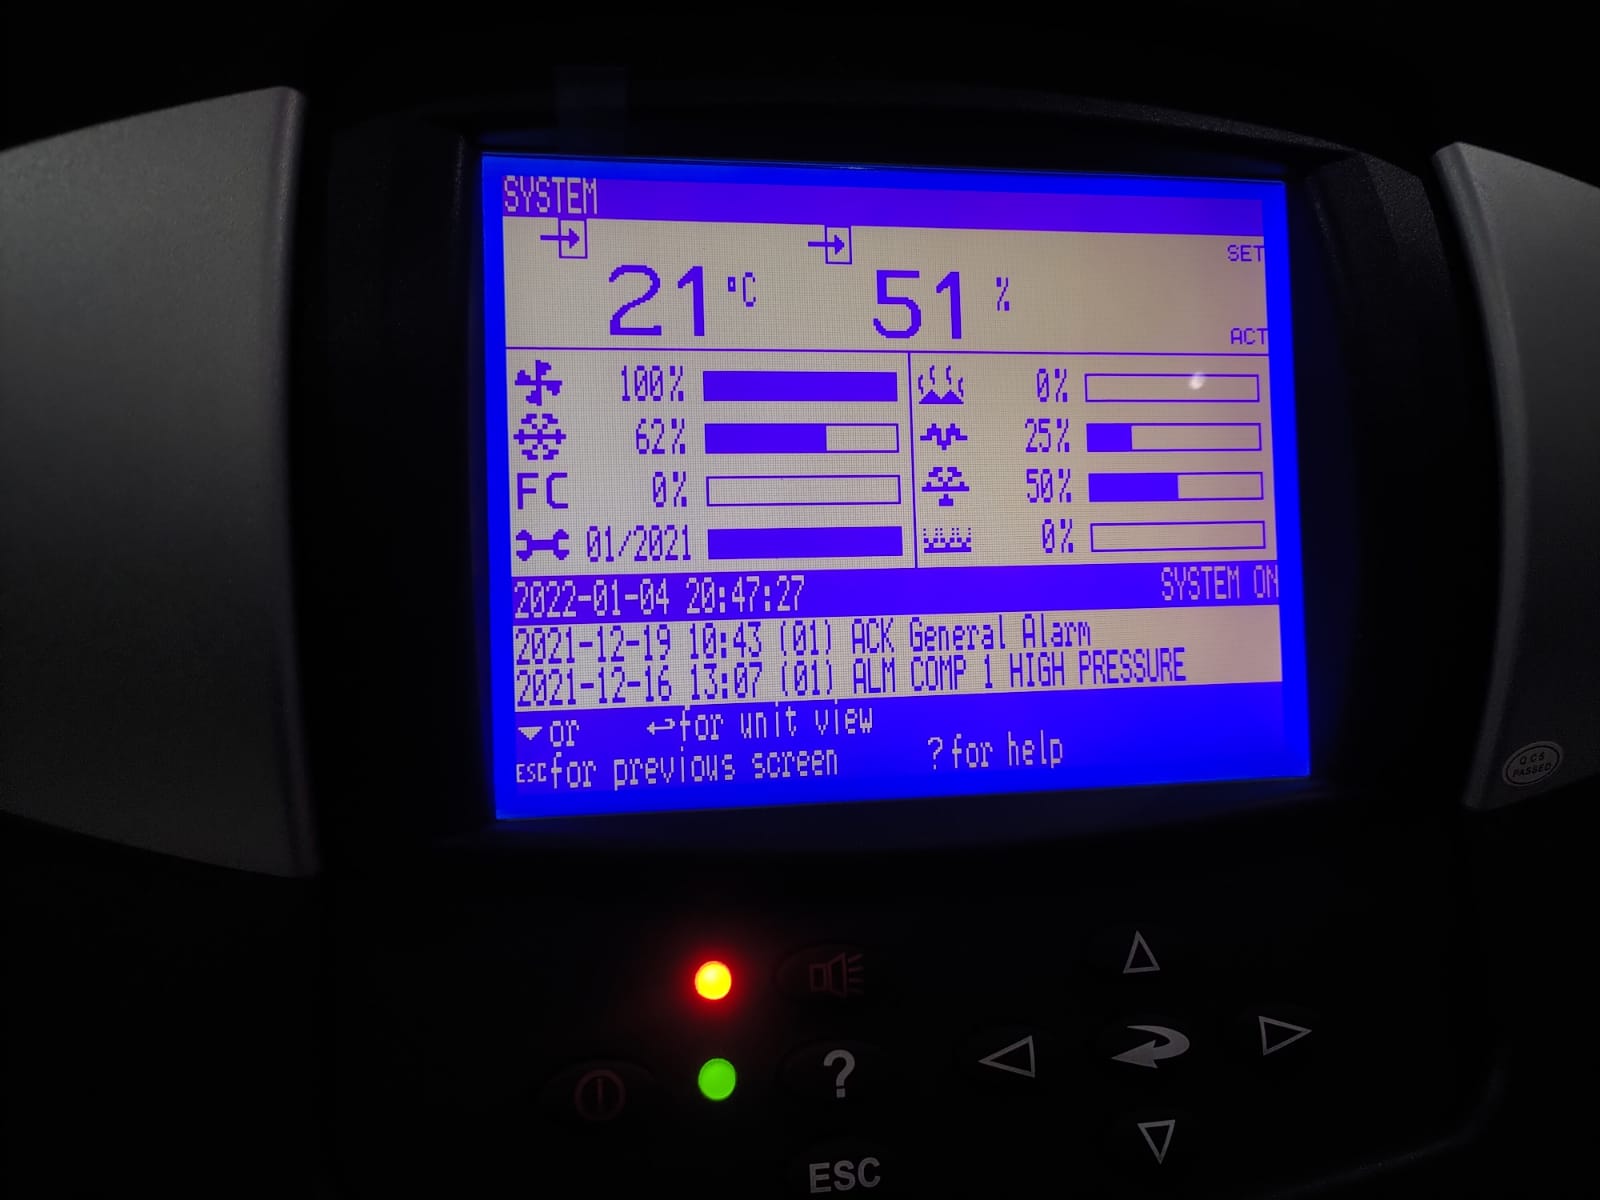 SYSTEM
SET
21 °C 51 %
ACT
100% 0%
62% 25%
FC 0% 50%
01/2021 0%
2022-01-04 20:47:27 SYSTEM ON
2021-12-19 10:43 (01) ACK General Alarm
2021-12-16 13:07 (01) ALM COMP 1 HIGH PRESSURE
or for unit view
ESC for previous screen ? for help
QCS
PASSED
?
ESC